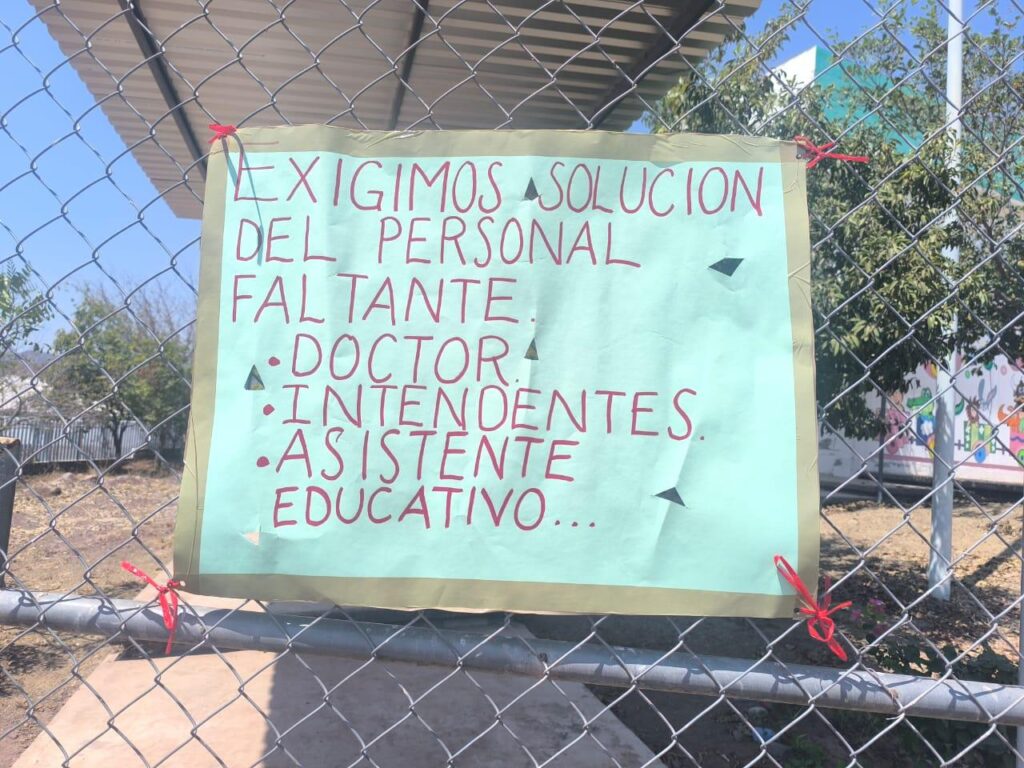 EXIGIMOS SOLUCION
DEL PERSONAL
FALTANTE.
• DOCTOR.
• INTENDENTES.
• ASISTENTE
EDUCATIVO...